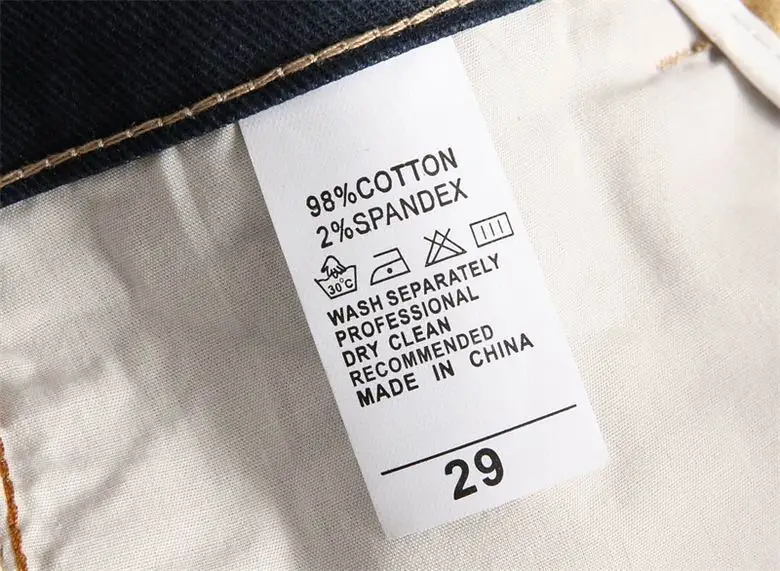 98%COTTON
2%SPANDEX
30°C
WASH SEPARATELY
PROFESSIONAL
DRY CLEAN
RECOMMENDED
MADE IN CHINA
29